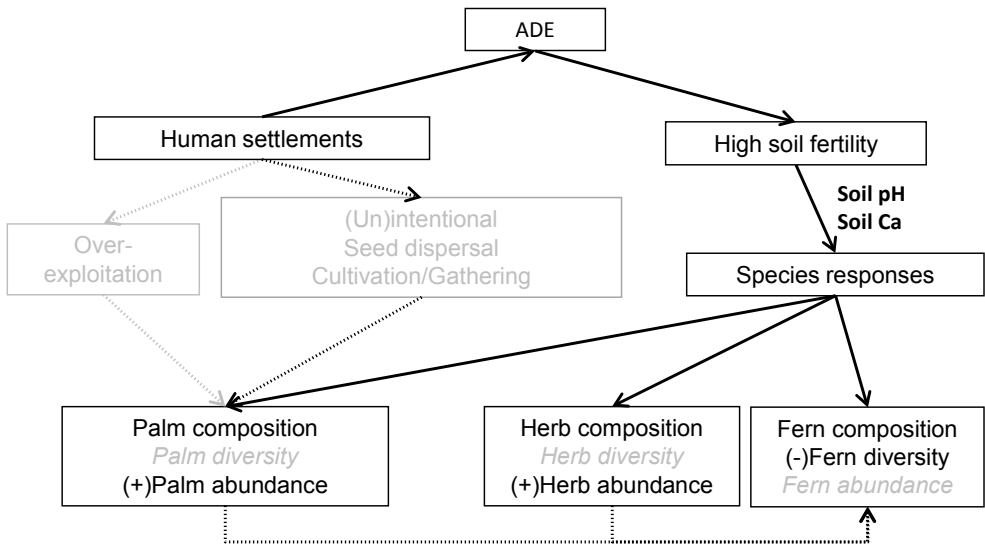 ADE
Human settlements
High soil fertility
Soil pH
Soil Ca
Over-
exploitation
(Un)intentional
Seed dispersal
Cultivation/Gathering
Species responses
Palm composition
Palm diversity
(+)Palm abundance
Herb composition
Herb diversity
(+)Herb abundance
Fern composition
(-)Fern diversity
Fern abundance